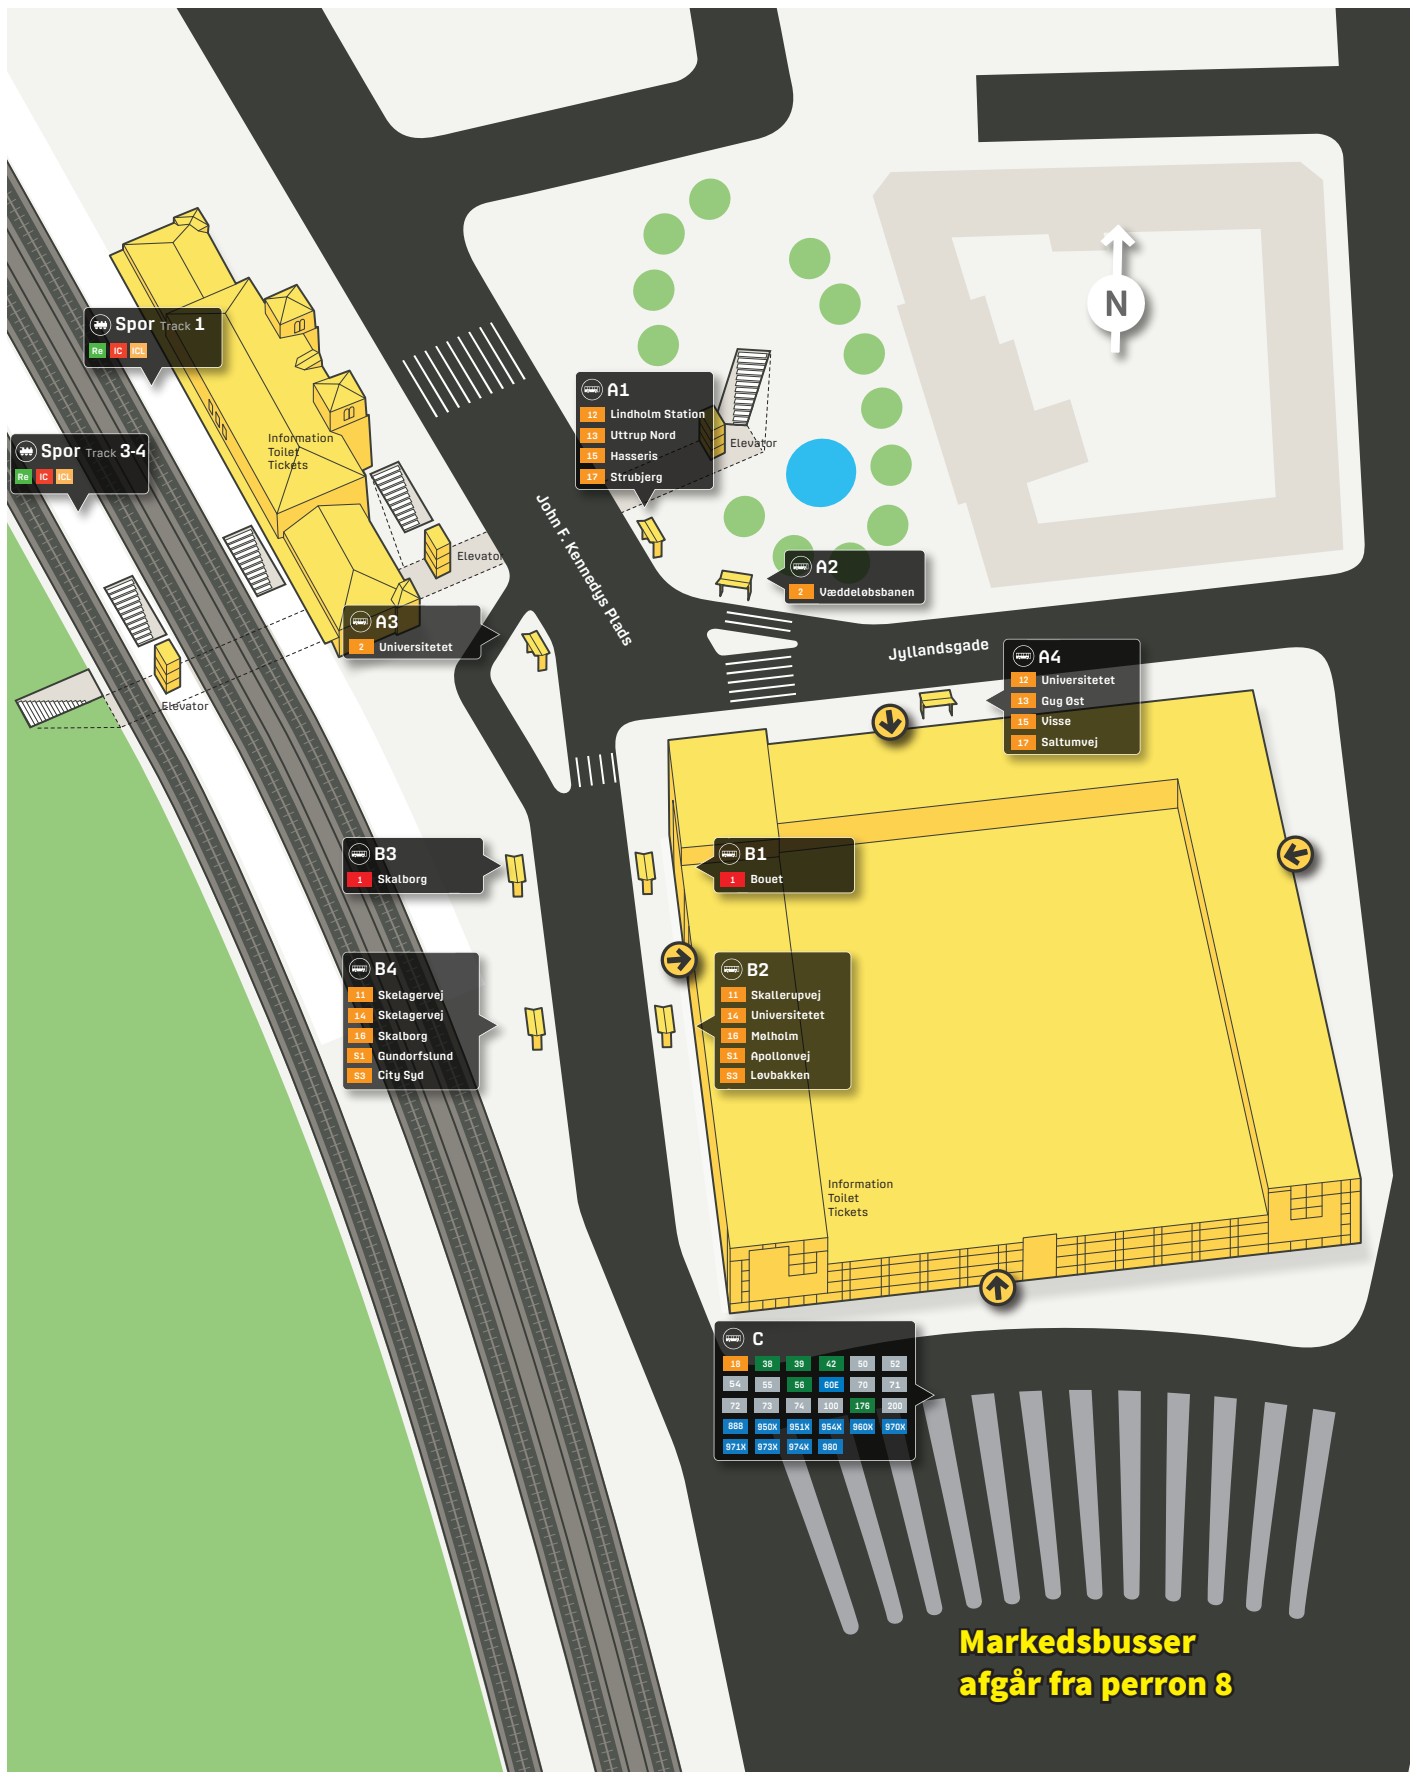 N
Spor Track 1
Re IC ICL
Spor Track 3-4
Re IC ICL
Information
Toilet
Tickets
A1
12 Lindholm Station
13 Uttrup Nord
15 Hasseris
17 Strubjerg
Elevator
John F. Kennedys Plads
Elevator
A2
2 Væddeløbsbanen
A3
2 Universitetet
Jyllandsgade
A4
12 Universitetet
13 Gug Øst
15 Visse
17 Saltumvej
Elevator
B3
1 Skalborg
B1
1 Bouet
B4
11 Skelagervej
14 Skelagervej
16 Skalborg
S1 Gundorfslund
S3 City Syd
B2
11 Skallerupvej
14 Universitetet
16 Mølholm
S1 Apollonvej
S3 Løvbakken
Information
Toilet
Tickets
C
18 38 39 42 50 52
54 55 56 60E 70 71
72 73 74 100 176 200
888 950X 951X 954X 960X 970X
971X 973X 974X 980
Markedsbusser
afgår fra perron 8